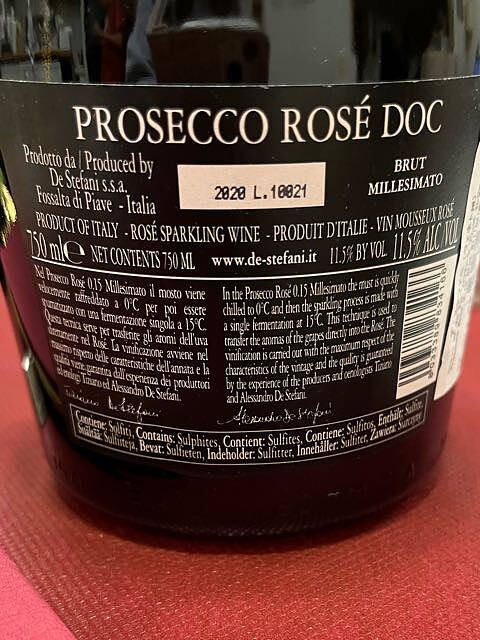 PROSECCO ROSÉ DOC
Prodotto da / Produced by
De Stefani s.s.a.
Fossalta di Piave - Italia
2020 L.10021
BRUT
MILLESIMATO
PRODUCT OF ITALY - ROSÉ SPARKLING WINE - PRODUIT D'ITALIE - VIN MOUSSEUX ROSÉ
750 ml e NET CONTENTS 750 ML www.de-stefani.it 11.5% BY VOL. 11,5% ALC./VOL
Nel Prosecco Rosé 0.15 Millesimato il mosto viene
velocemente raffreddato a 0°C per poi essere
spumantizzato con una fermentazione singola a 15°C.
Questa tecnica serve per trasferire gli aromi dell'uva
direttamente nel Rosé. La vinificazione avviene nel
massimo rispetto delle caratteristiche dell'annata e la
qualità viene garantita dall'esperienza dei produttori
ed enologi Tiziano ed Alessandro De Stefani.
In the Prosecco Rosé 0.15 Millesimato the must is quickly
chilled to 0°C and then the sparkling process is made with
a single fermentation at 15°C. This technique is used to
transfer the aromas of the grapes directly into the Rosé. The
vinification is carried out with the maximum respect of the
characteristics of the vintage and the quality is guaranteed
by the experience of the producers and oenologists Tiziano
and Alessandro De Stefani.
Tiziano De Stefani Alessandro De Stefani
Contiene: Solfiti, Contains: Sulphites, Contient: Sulfites, Contiene: Sulfitos, Enthält: Sulfite,
Bevat: Sulfieten, Indeholder: Sulfitter, Innehåller: Sulfiter, Zawiera: